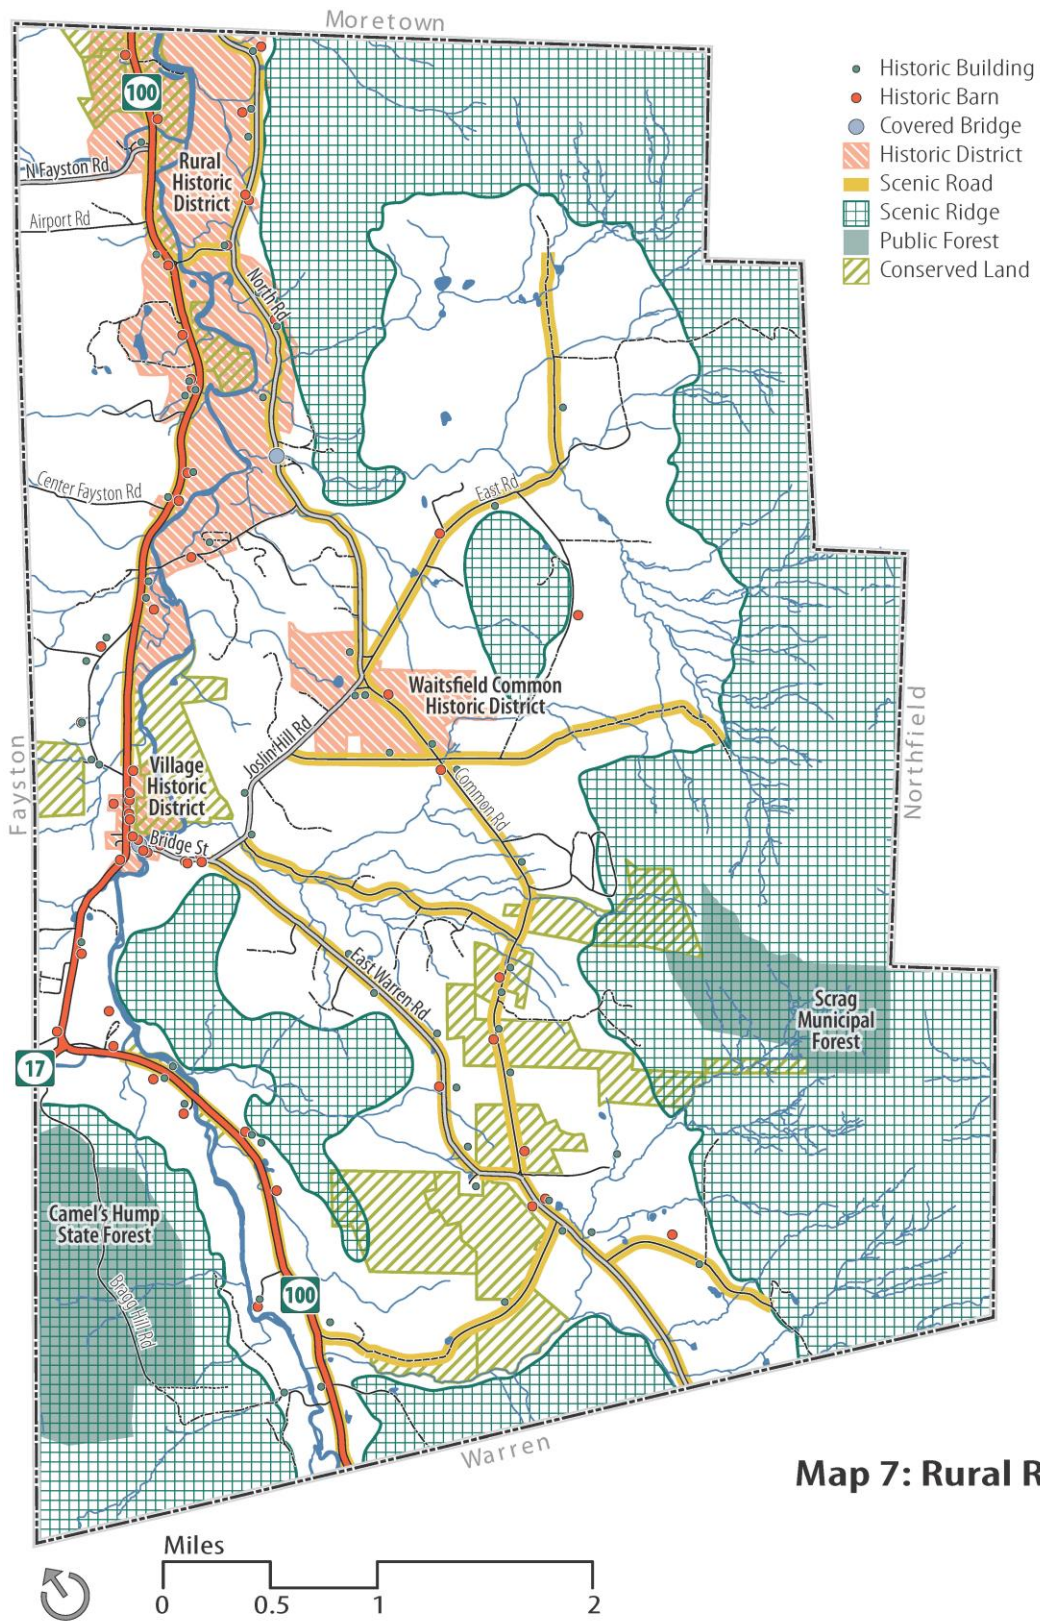 Moretown
Historic Building
Historic Barn
Covered Bridge
Historic District
Scenic Road
Scenic Ridge
Public Forest
Conserved Land
100
N Fayston Rd
Rural
Historic
District
Airport Rd
North Rd
Center Fayston Rd
East Rd
Waitsfield Common
Historic District
Joslin Hill Rd
Fayston
Northfield
Village
Historic
District
Common Rd
Bridge St
East Warren Rd
Scrag
Municipal
Forest
17
Camel's Hump
State Forest
Bragg Hill Rd
100
Warren
Map 7: Rural R
Miles
0 0.5 1 2